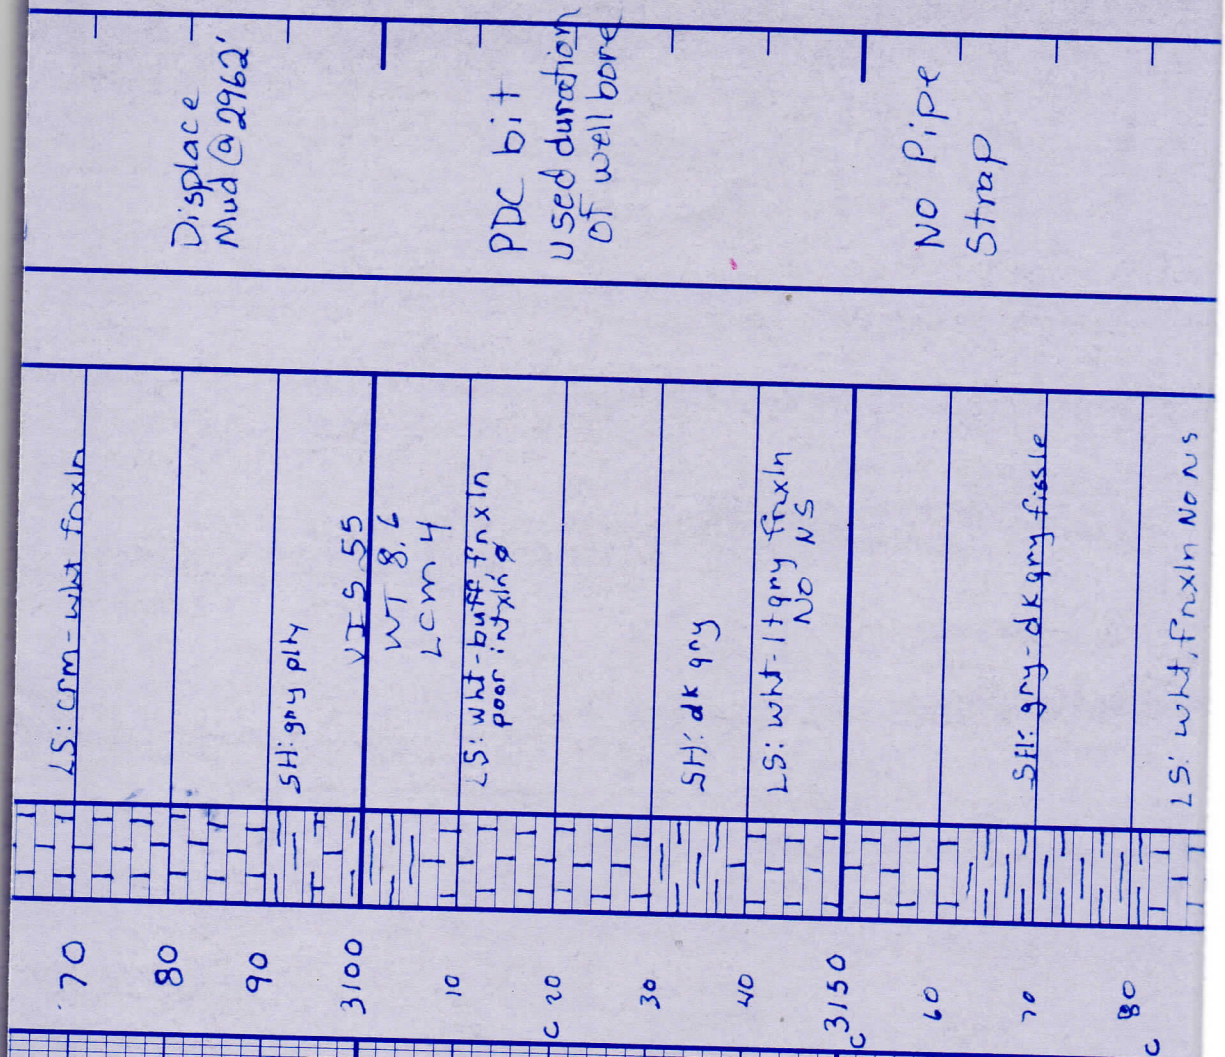 Displace
Mud @ 2962'
PDC bit
used duration
of well bore
NO Pipe
Strap
LS: crm-wht fnxln
SH: gry plty
VIS 55
WT 8.6
Lcm 4
LS: wht-buff fnxln
poor intxln ø
SH: dk gry
LS: wht-ltgry fnxln
NO NS
SH: gry-dkgry fissle
LS: wht, fnxln NO NS
70
80
90
3100
10
C 20
30
40
C 3150
60
70
80
C